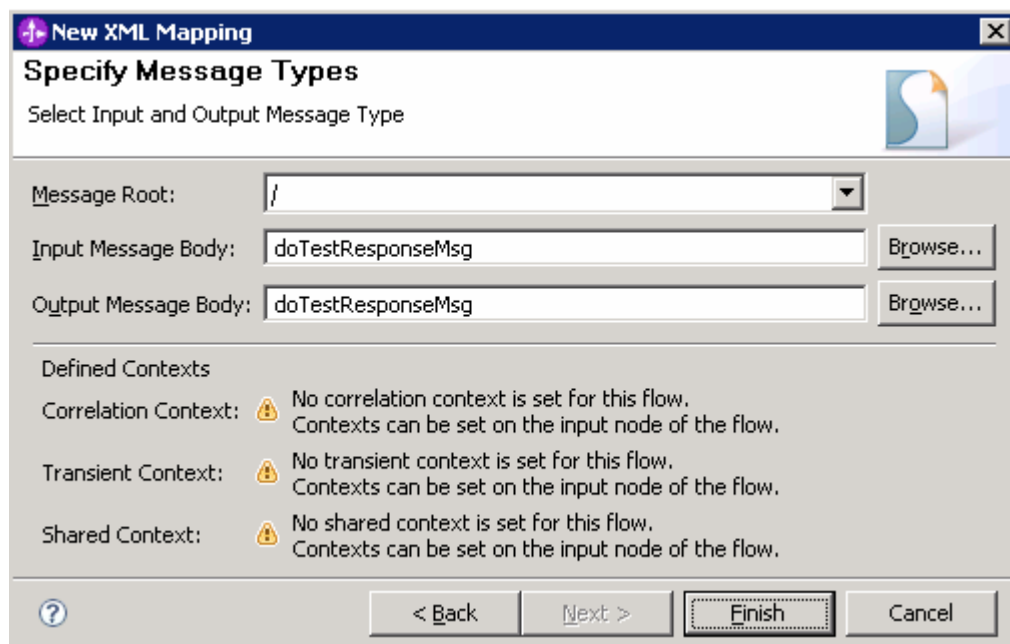 New XML Mapping
Specify Message Types
Select Input and Output Message Type
Message Root: /
Input Message Body: doTestResponseMsg Browse...
Output Message Body: doTestResponseMsg Browse...
Defined Contexts
Correlation Context: No correlation context is set for this flow.
Contexts can be set on the input node of the flow.
Transient Context: No transient context is set for this flow.
Contexts can be set on the input node of the flow.
Shared Context: No shared context is set for this flow.
Contexts can be set on the input node of the flow.
? < Back Next > Finish Cancel